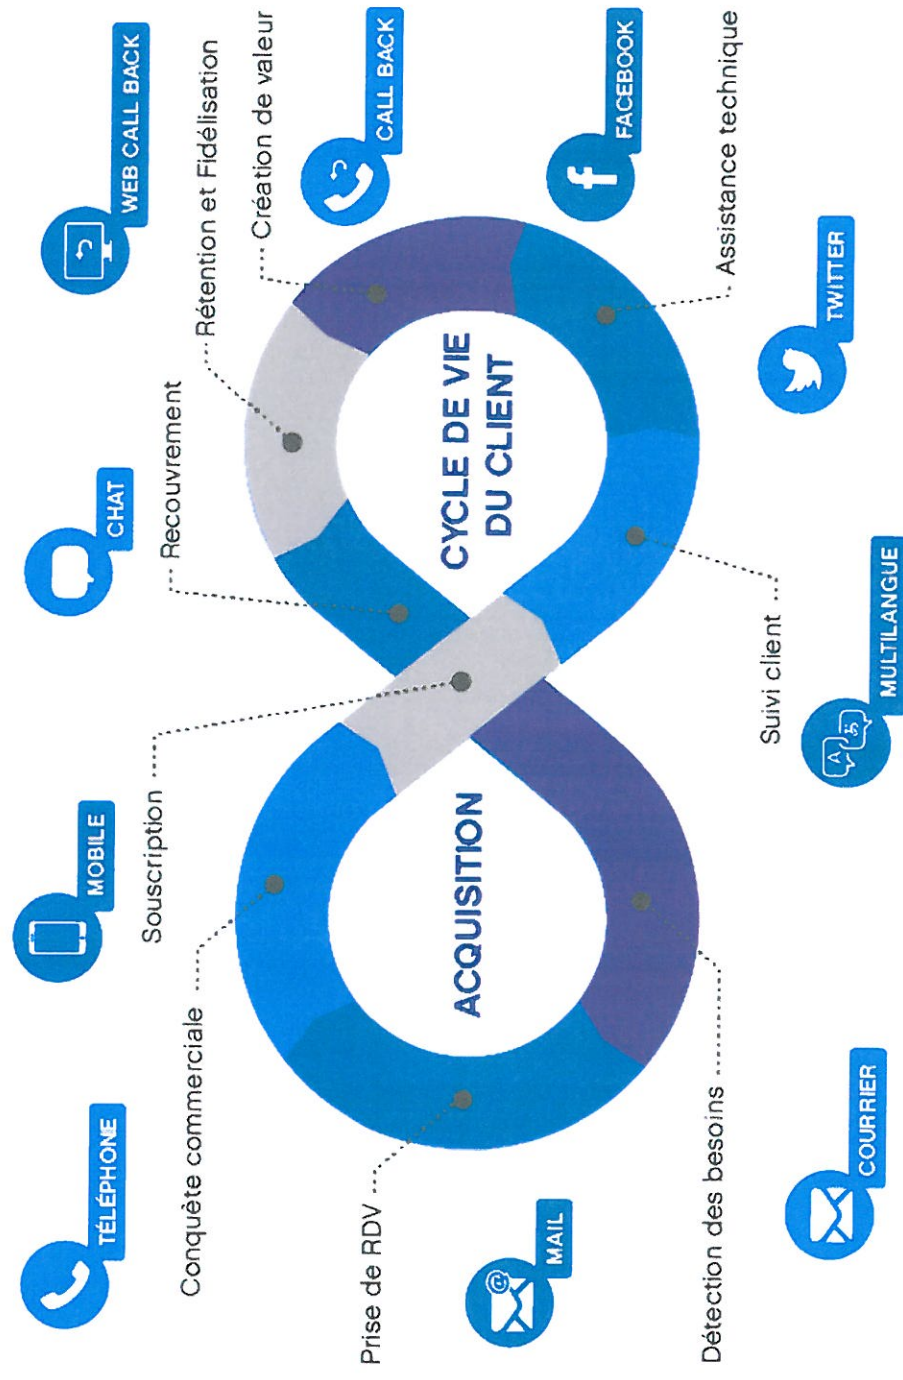 TÉLÉPHONE
MOBILE
CHAT
WEB CALL BACK
Conquête commerciale
Souscription
Recouvrement
Rétention et Fidélisation
Création de valeur
CALL BACK
Prise de RDV
ACQUISITION
CYCLE DE VIE
DU CLIENT
MAIL
@
f
FACEBOOK
Détection des besoins
Suivi client
Assistance technique
COURRIER
A
あ
MULTILANGUE
TWITTER